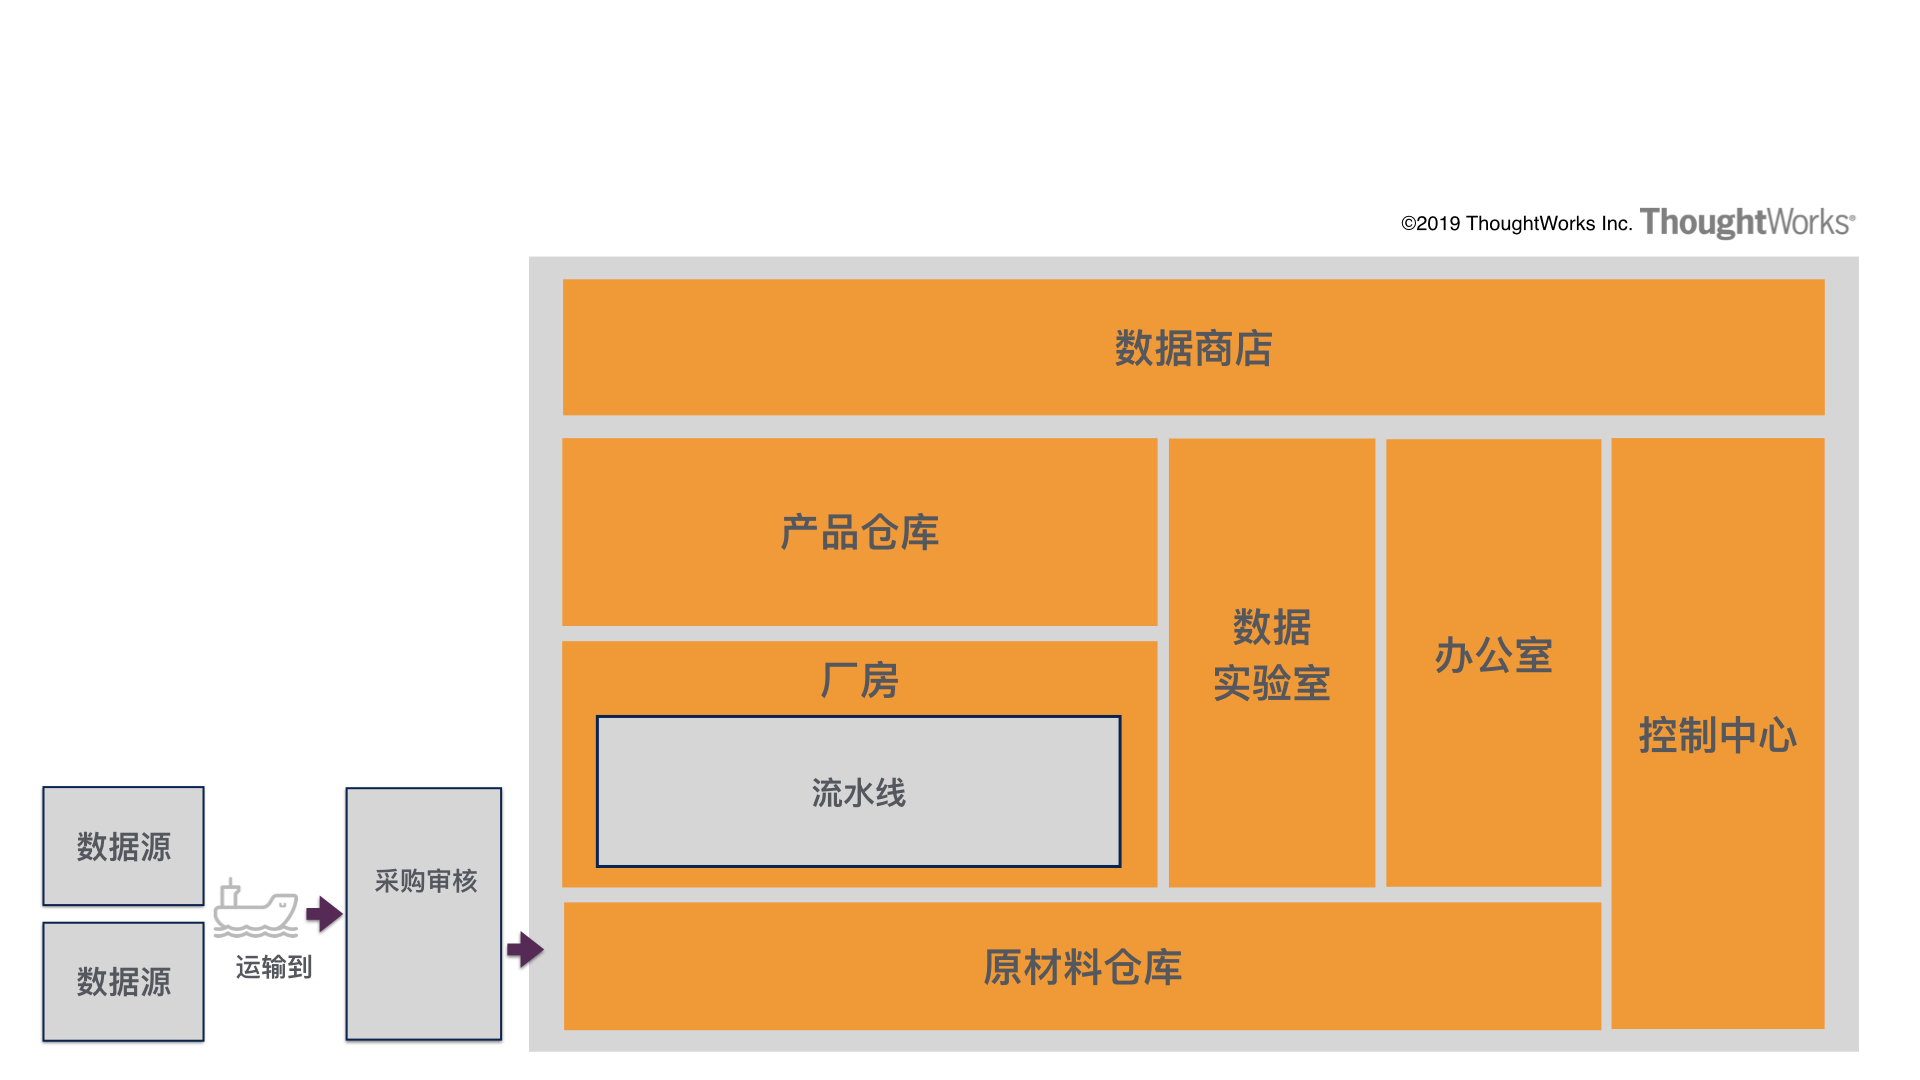 ©2019 ThoughtWorks Inc. ThoughtWorks®
数据商店
产品仓库
厂房
流水线
数据
实验室
办公室
控制中心
原材料仓库
数据源
数据源
运输到
采购审核